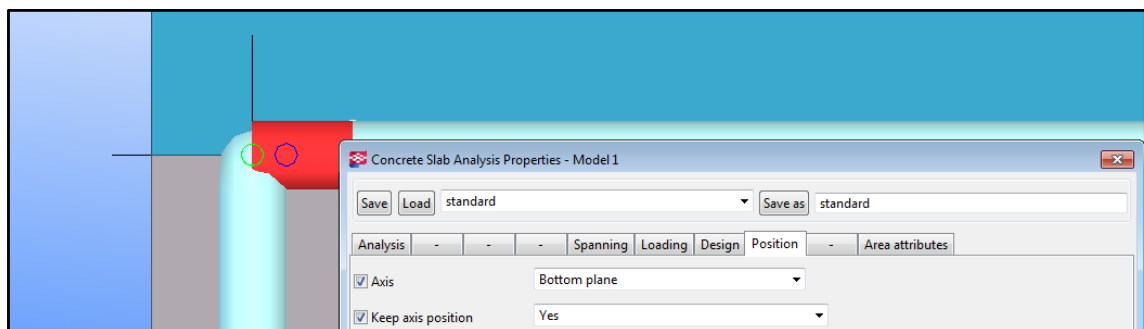 Concrete Slab Analysis Properties - Model 1
Save Load standard Save as standard
Analysis - - - Spanning Loading Design Position - Area attributes
Axis Bottom plane
Keep axis position Yes